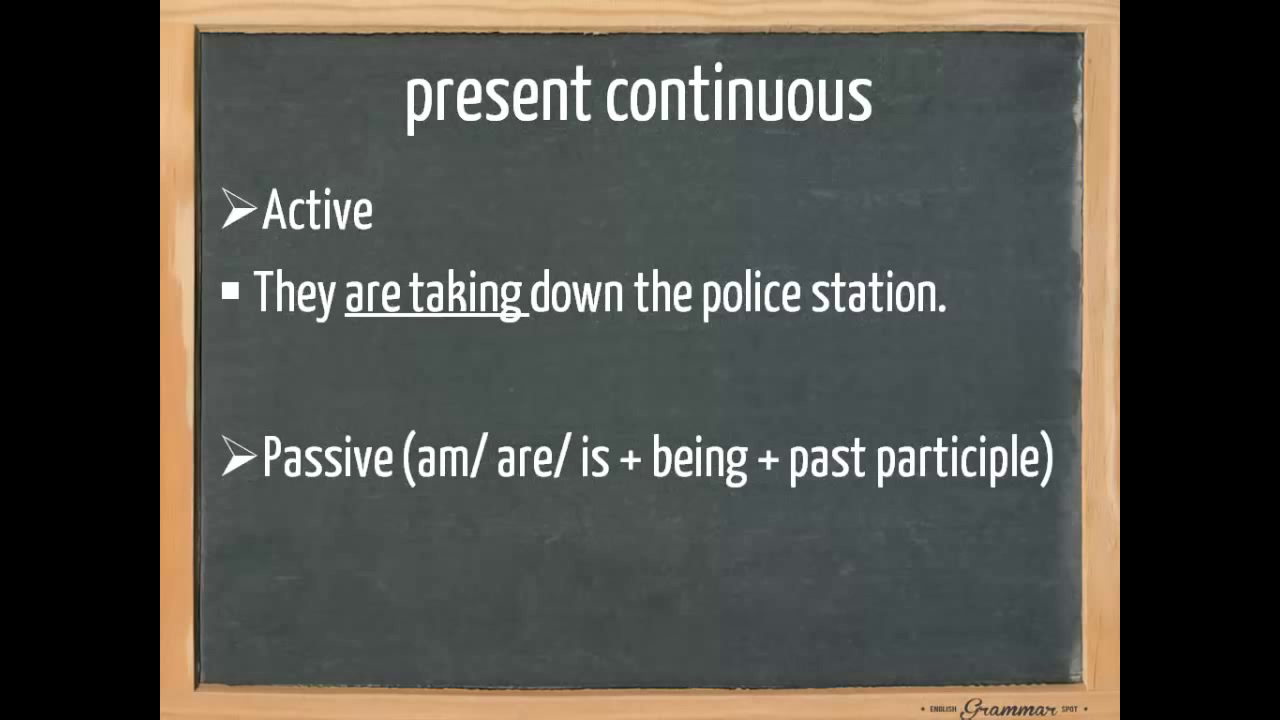 present continuous
➢Active
▪ They are taking down the police station.
➢Passive (am/ are/ is + being + past participle)
• ENGLISH Grammar SPOT •